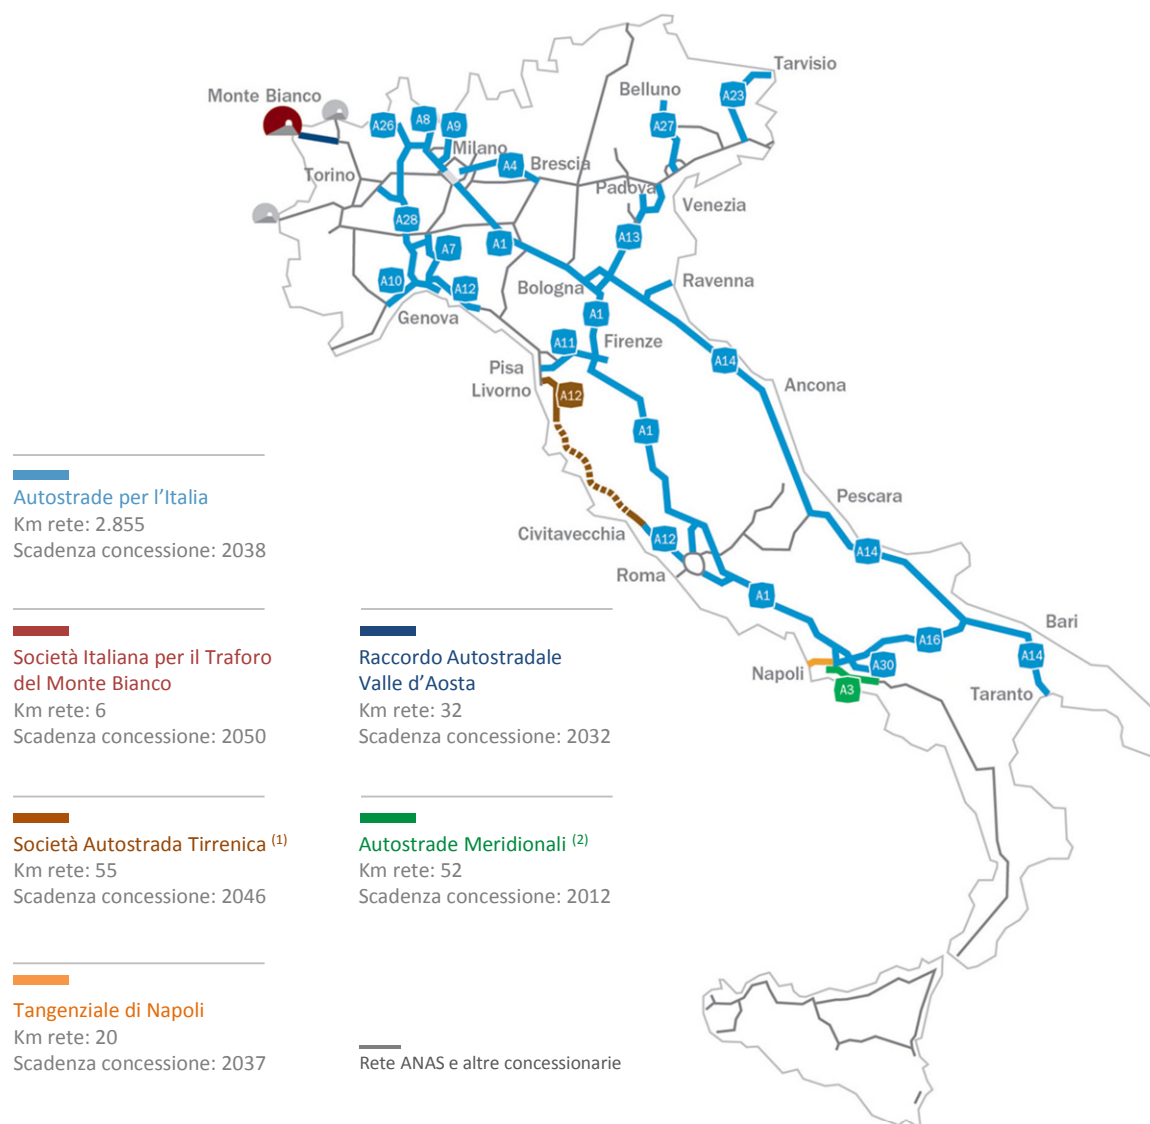 Tarvisio
Belluno
A23
Monte Bianco
A26
A8
A9
A27
Milano
A4
Brescia
Torino
Padova
Venezia
A28
A13
A7
A1
A10
A12
Bologna
Ravenna
Genova
A1
A11
Firenze
A14
Pisa
Livorno
A12
Ancona
A1
Pescara
Civitavecchia
A12
A14
Roma
A1
A16
Bari
A14
Napoli
A30
A3
Taranto
Autostrade per l'Italia
Km rete: 2.855
Scadenza concessione: 2038
Società Italiana per il Traforo
del Monte Bianco
Km rete: 6
Scadenza concessione: 2050
Raccordo Autostradale
Valle d'Aosta
Km rete: 32
Scadenza concessione: 2032
Società Autostrada Tirrenica (1)
Km rete: 55
Scadenza concessione: 2046
Autostrade Meridionali (2)
Km rete: 52
Scadenza concessione: 2012
Tangenziale di Napoli
Km rete: 20
Scadenza concessione: 2037
Rete ANAS e altre concessionarie